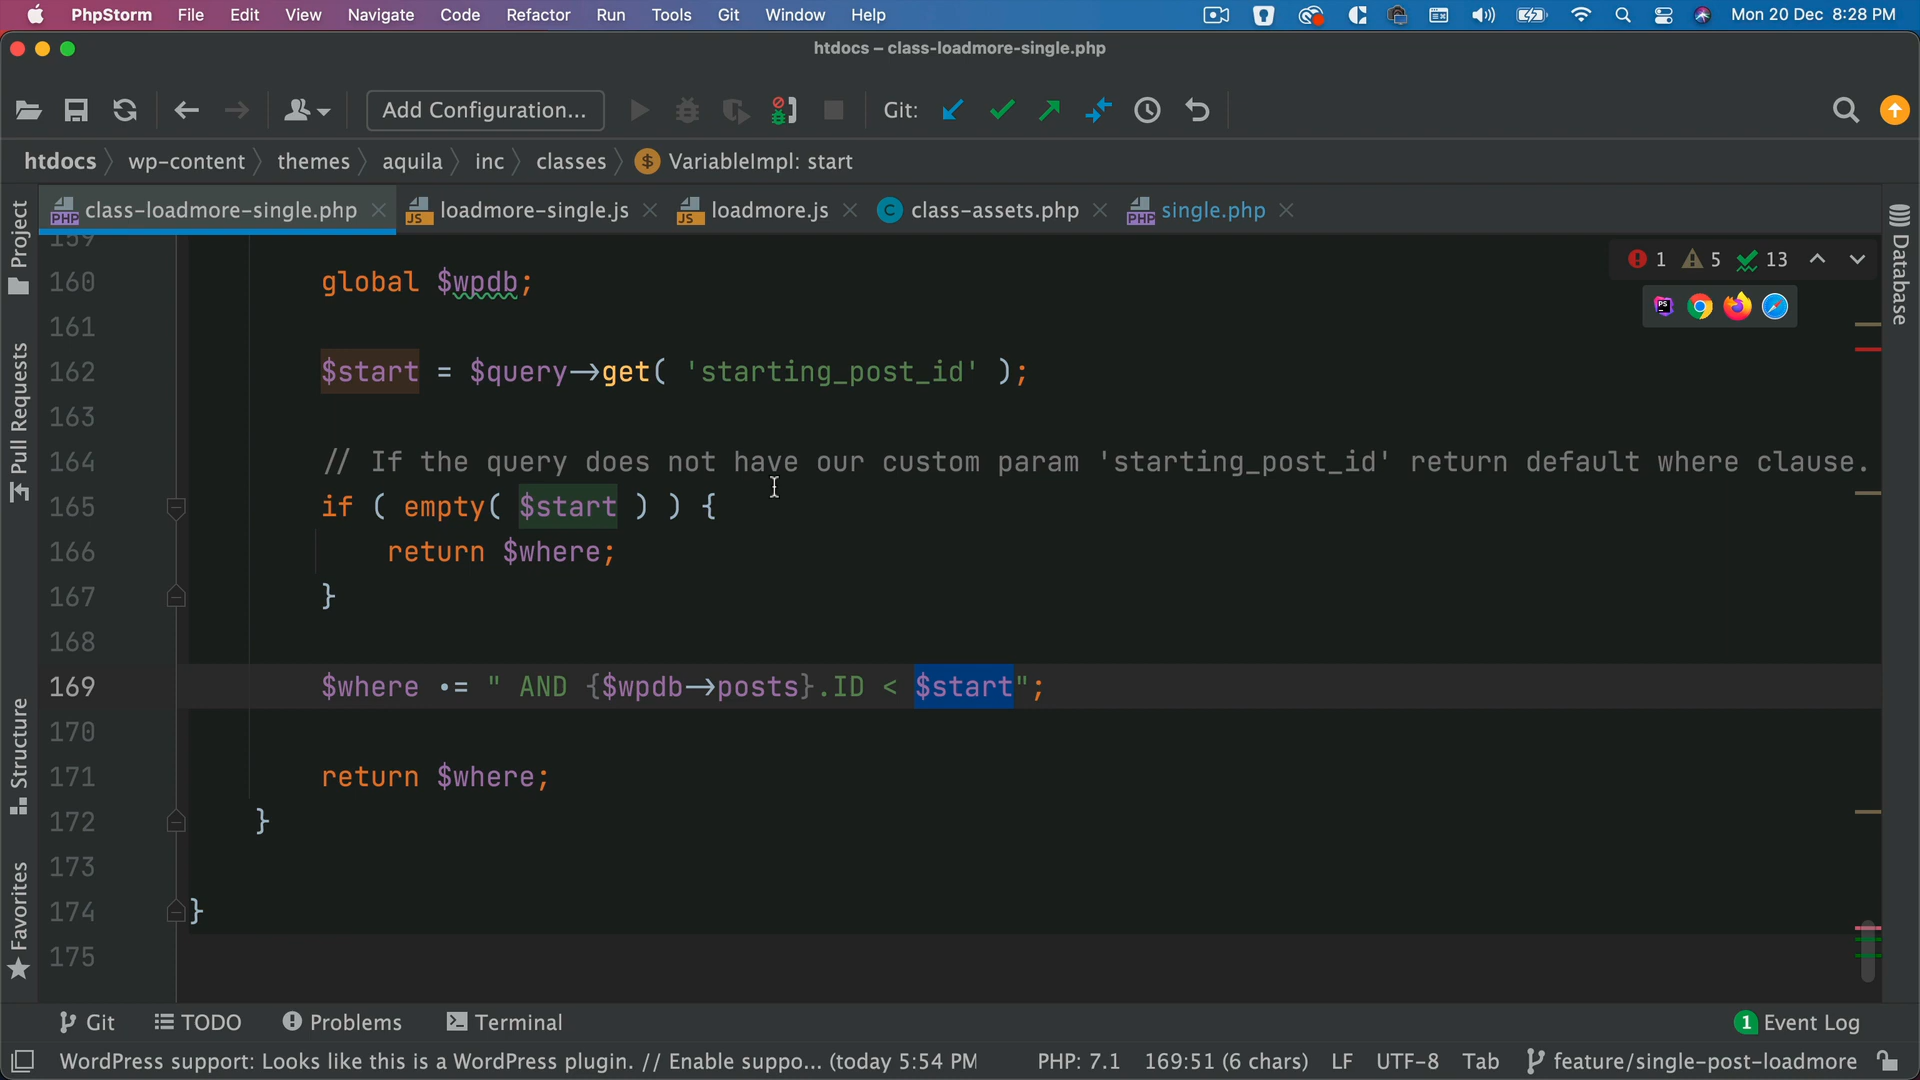 PhpStorm File Edit View Navigate Code Refactor Run Tools Git Window Help Mon 20 Dec 8:28 PM
htdocs – class-loadmore-single.php
Add Configuration... Git:
htdocs wp-content themes aquila inc classes $ VariableImpl: start
PHP class-loadmore-single.php JS loadmore-single.js JS loadmore.js C class-assets.php PHP single.php
Project
Pull Requests
Structure
Favorites
Database
1 5 13
PS
159
160 global $wpdb;
161
162 $start = $query→get( 'starting_post_id' );
163
164 // If the query does not have our custom param 'starting_post_id' return default where clause.
165 if ( empty( $start ) ) {
166 return $where;
167 }
168
169 $where .= " AND {$wpdb→posts}.ID < $start";
170
171 return $where;
172 }
173
174 }
175
Git TODO Problems Terminal 1 Event Log
WordPress support: Looks like this is a WordPress plugin. // Enable suppo... (today 5:54 PM PHP: 7.1 169:51 (6 chars) LF UTF-8 Tab feature/single-post-loadmore